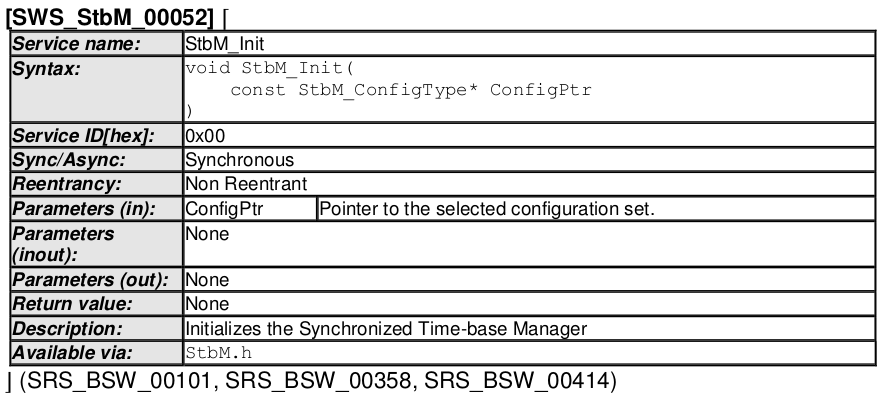 [SWS_StbM_00052] ⌈
Service name: StbM_Init
Syntax: void StbM_Init(
const StbM_ConfigType* ConfigPtr
)
Service ID[hex]: 0x00
Sync/Async: Synchronous
Reentrancy: Non Reentrant
Parameters (in): ConfigPtr Pointer to the selected configuration set.
Parameters (inout): None
Parameters (out): None
Return value: None
Description: Initializes the Synchronized Time-base Manager
Available via: StbM.h
⌋ (SRS_BSW_00101, SRS_BSW_00358, SRS_BSW_00414)